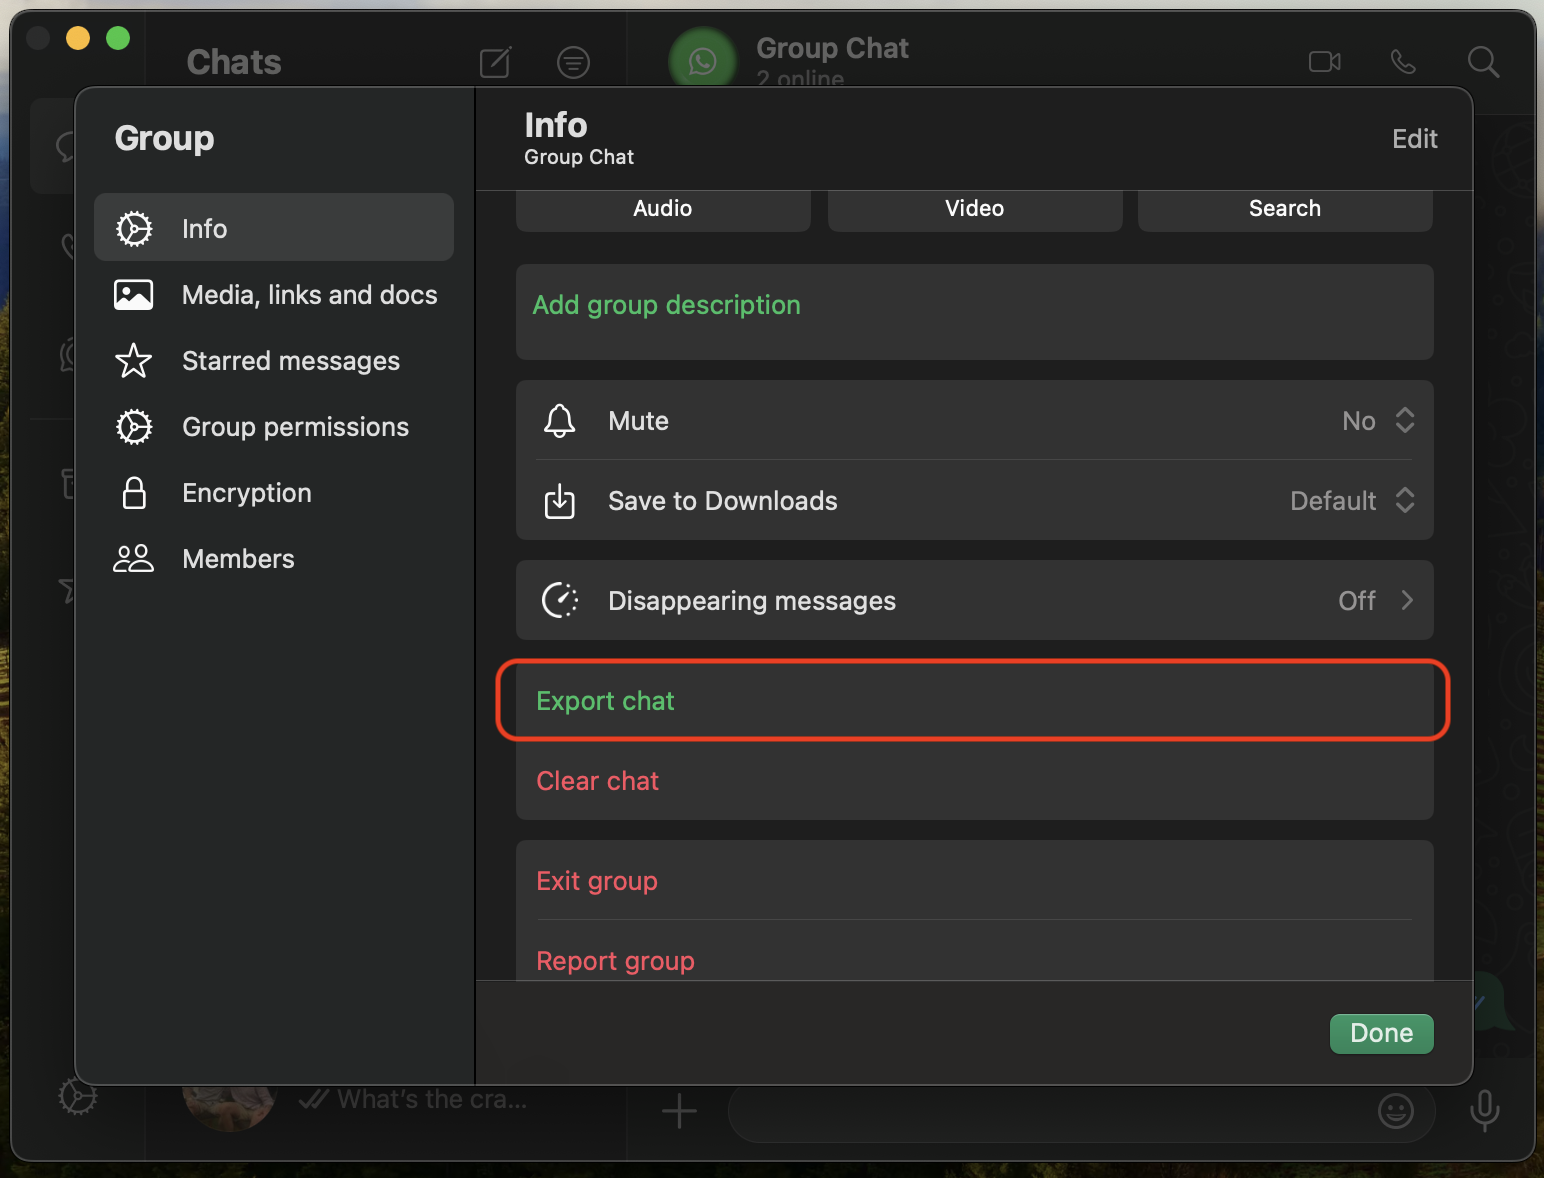 Chats
Group Chat
2 online
Group
Info
Media, links and docs
Starred messages
Group permissions
Encryption
Members
Info
Group Chat
Edit
Audio
Video
Search
Add group description
Mute
No
Save to Downloads
Default
Disappearing messages
Off
Export chat
Clear chat
Exit group
Report group
Done
What's the cra...